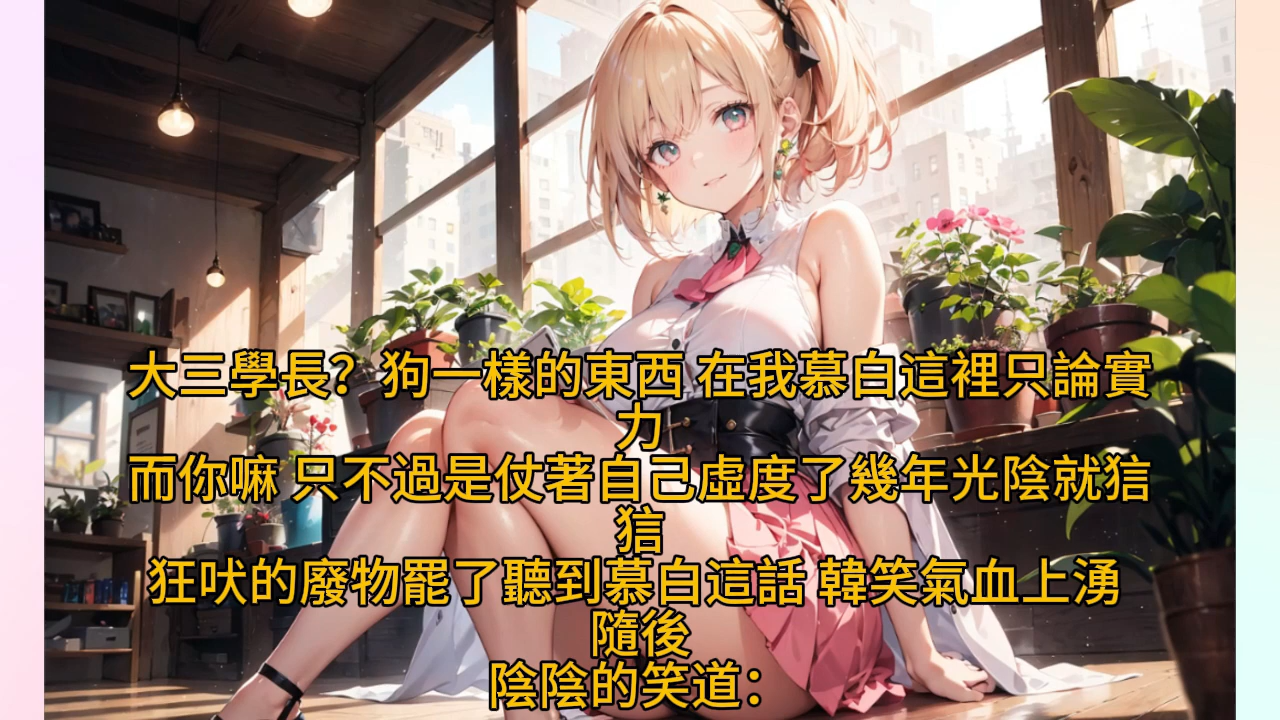 大三學長？狗一樣的東西 在我慕白這裡只論實
力
而你嘛 只不過是仗著自己虛度了幾年光陰就狺
狺
狂吠的廢物罷了聽到慕白這話 韓笑氣血上湧
隨後
陰陰的笑道：